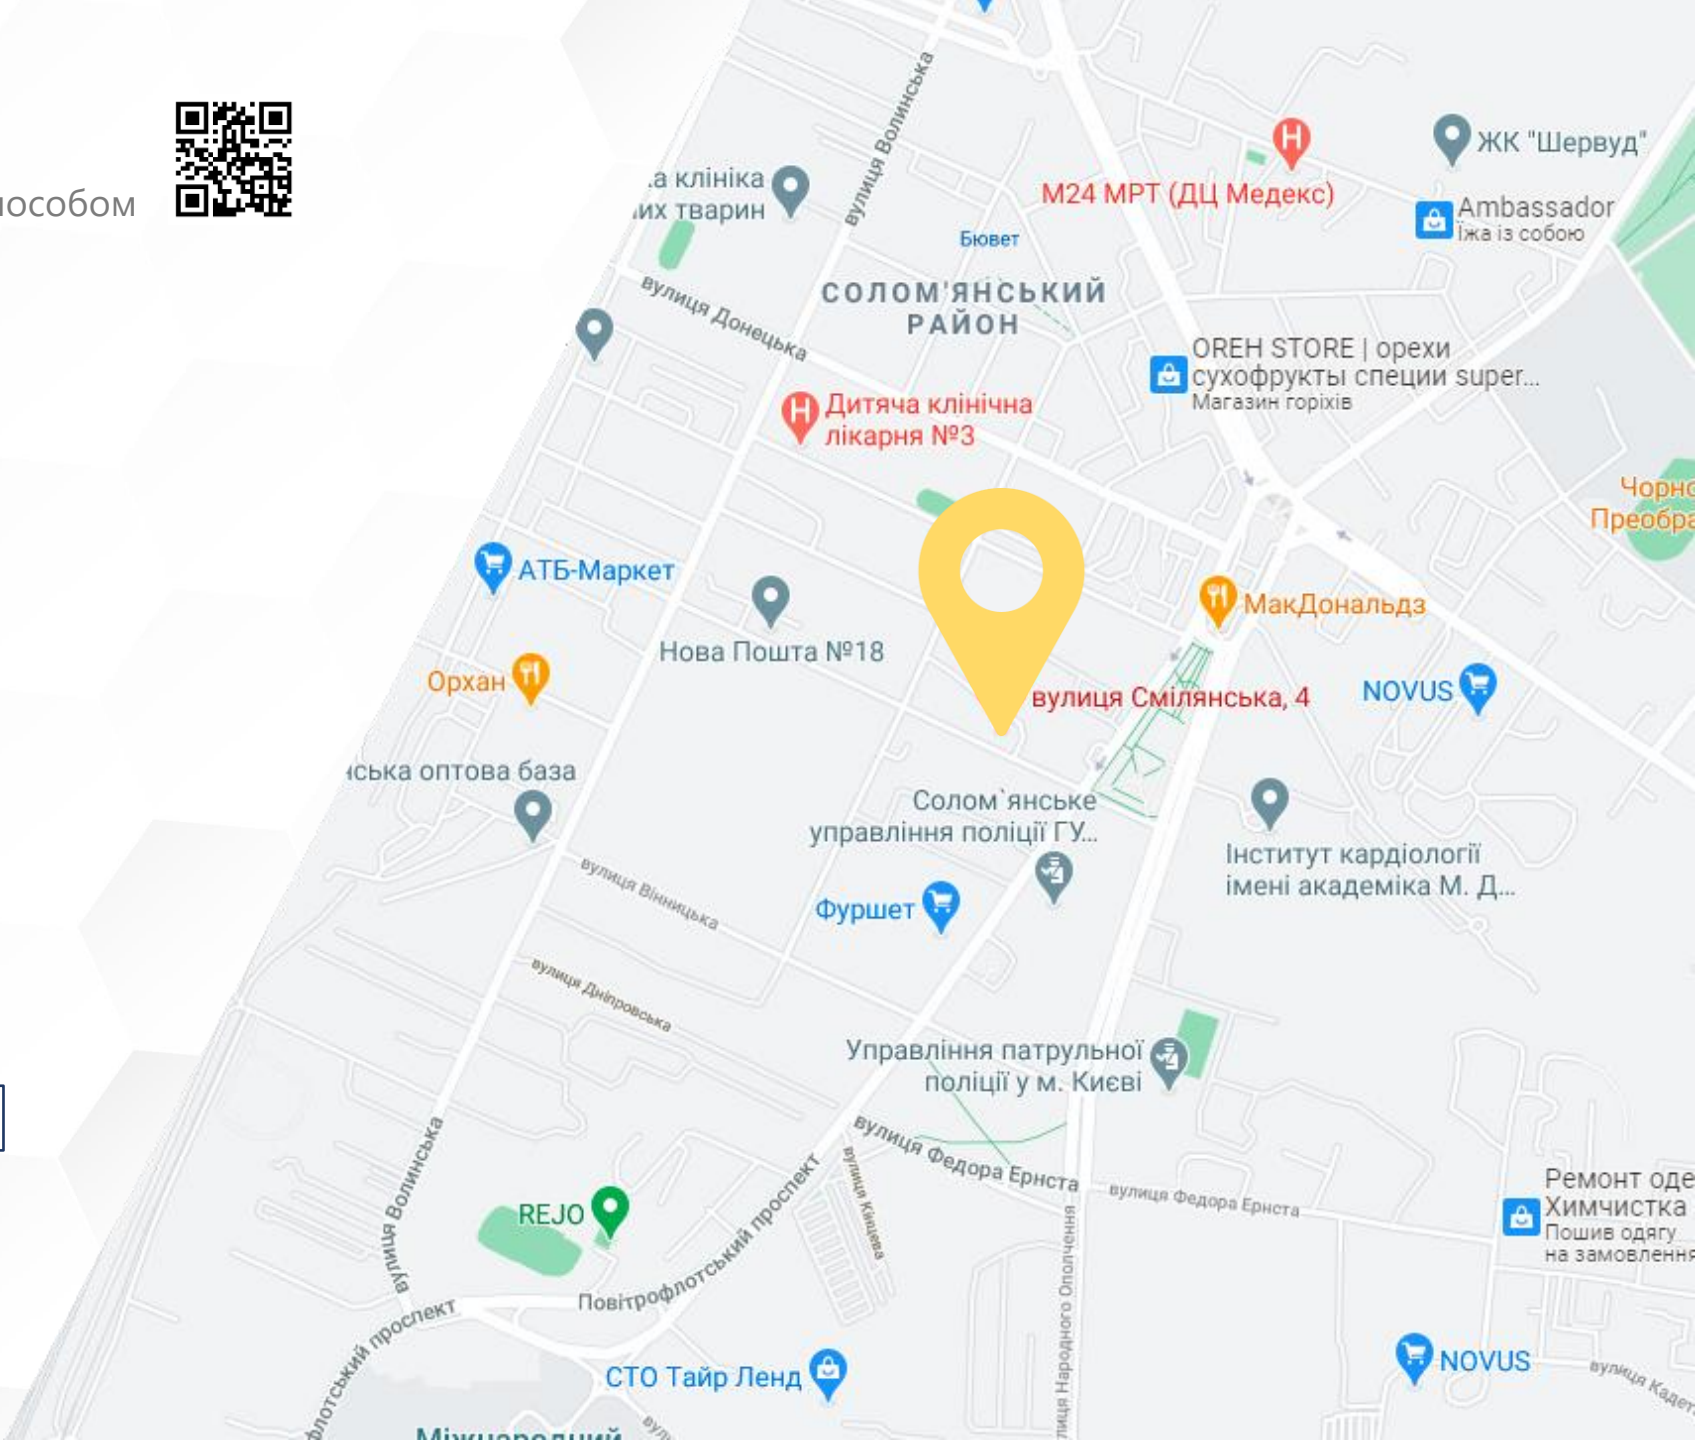 пособом
вулиця Волинська
а клініка
их тварин
М24 МРТ (ДЦ Медекс)
ЖК "Шервуд"
Ambassador
Їжа із собою
Бювет
СОЛОМ'ЯНСЬКИЙ
РАЙОН
вулиця Донецька
OREH STORE | орехи
сухофрукты специи super...
Магазин горіхів
Дитяча клінічна
лікарня №3
Чорно
Преобра
АТБ-Маркет
МакДональдз
Нова Пошта №18
Орхан
вулиця Смілянська, 4
NOVUS
ська оптова база
Солом`янське
управління поліції ГУ...
Інститут кардіології
імені академіка М. Д...
вулиця Вінницька
Фуршет
вулиця Дніпровська
Управління патрульної
поліції у м. Києві
вулиця Волинська
вулиця Федора Ернста
вулиця Федора Ернста
вулиця Кінцева
REJO
Ремонт оде
Химчистка
Пошив одягу
на замовлення
Повітрофлотський проспект
флотський проспект
лиця Народного Ополчення
СТО Тайр Ленд
NOVUS
вулиця Кадет
Міжнародний
вул